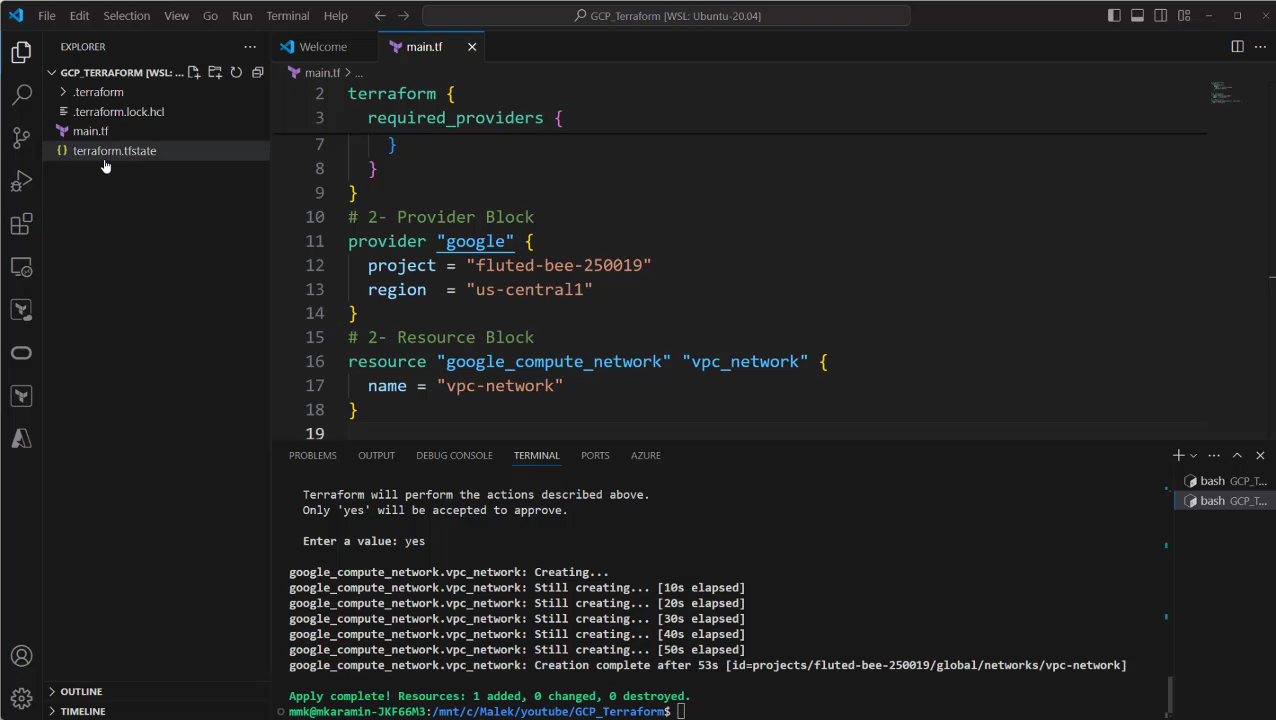 File Edit Selection View Go Run Terminal Help
GCP_Terraform [WSL: Ubuntu-20.04]
EXPLORER
GCP_TERRAFORM [WSL: ...
.terraform
.terraform.lock.hcl
main.tf
terraform.tfstate
OUTLINE
TIMELINE
Welcome
main.tf
main.tf > ...
2 terraform {
3 required_providers {
7 }
8 }
9 }
10 # 2- Provider Block
11 provider "google" {
12 project = "fluted-bee-250019"
13 region = "us-central1"
14 }
15 # 2- Resource Block
16 resource "google_compute_network" "vpc_network" {
17 name = "vpc-network"
18 }
19
PROBLEMS OUTPUT DEBUG CONSOLE TERMINAL PORTS AZURE
Terraform will perform the actions described above.
Only 'yes' will be accepted to approve.
Enter a value: yes
google_compute_network.vpc_network: Creating...
google_compute_network.vpc_network: Still creating... [10s elapsed]
google_compute_network.vpc_network: Still creating... [20s elapsed]
google_compute_network.vpc_network: Still creating... [30s elapsed]
google_compute_network.vpc_network: Still creating... [40s elapsed]
google_compute_network.vpc_network: Still creating... [50s elapsed]
google_compute_network.vpc_network: Creation complete after 53s [id=projects/fluted-bee-250019/global/networks/vpc-network]
Apply complete! Resources: 1 added, 0 changed, 0 destroyed.
mmk@mkaramin-JKF66M3:/mnt/c/Malek/youtube/GCP_Terraform$
bash GCP_T...
bash GCP_T...